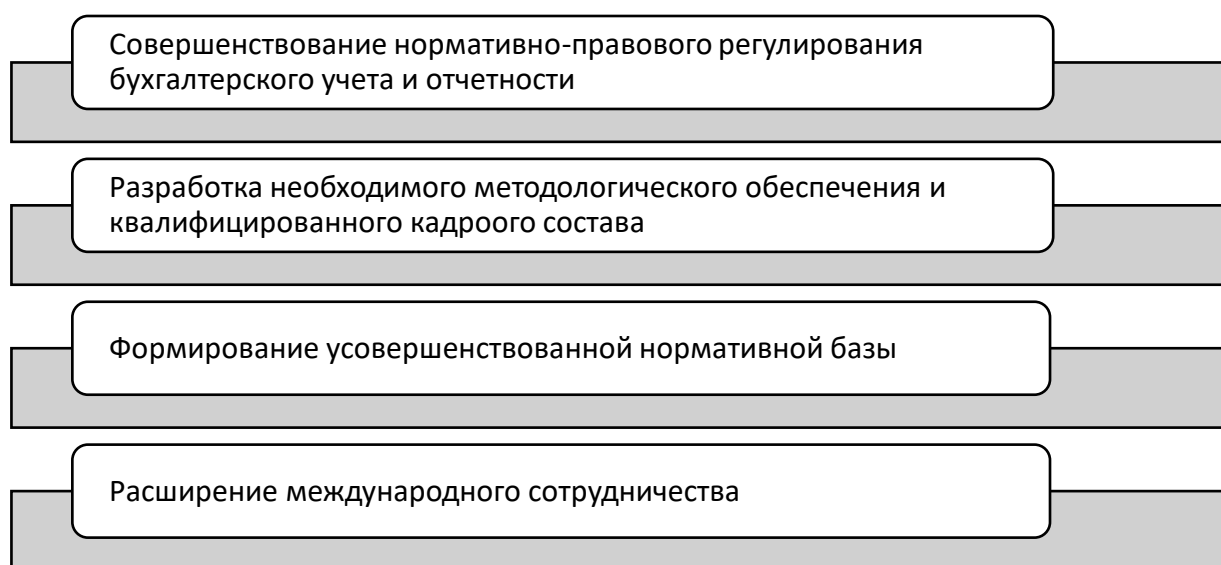 Совершенствование нормативно-правового регулирования
бухгалтерского учета и отчетности
Разработка необходимого методологического обеспечения и
квалифицированного кадроого состава
Формирование усовершенствованной нормативной базы
Расширение международного сотрудничества